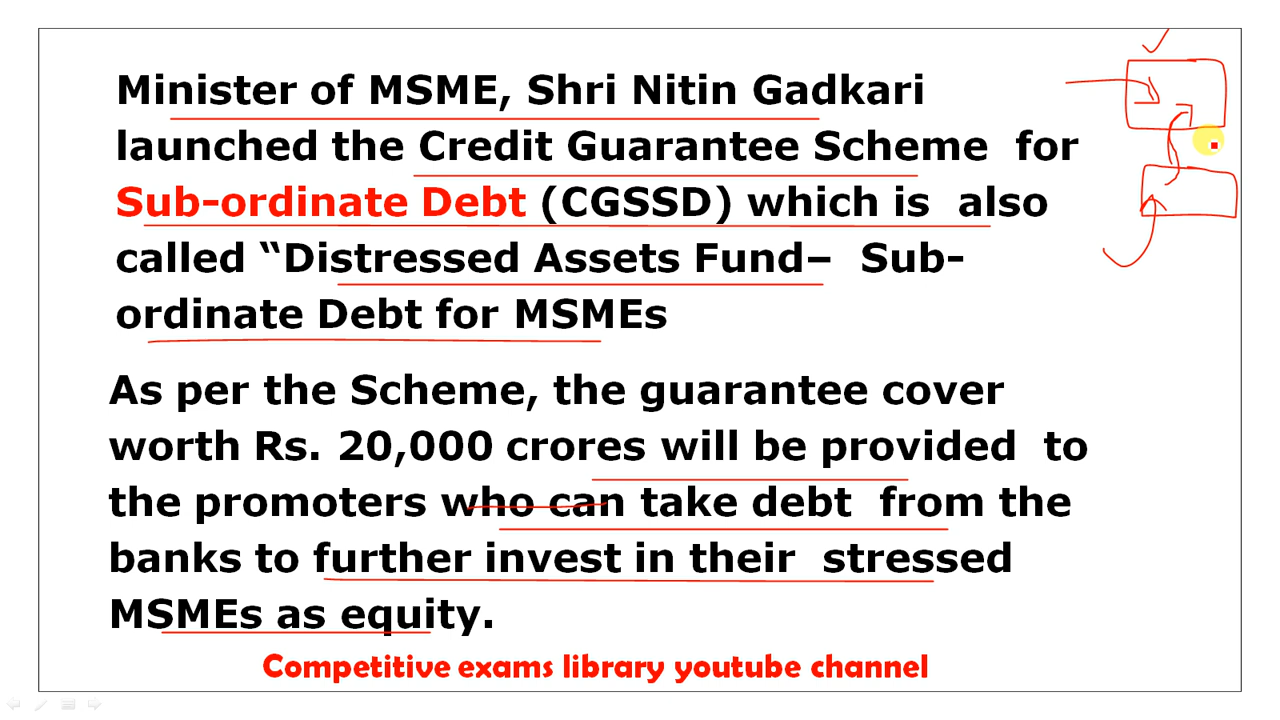 Minister of MSME, Shri Nitin Gadkari
launched the Credit Guarantee Scheme for
Sub-ordinate Debt (CGSSD) which is also
called “Distressed Assets Fund– Sub-
ordinate Debt for MSMEs
As per the Scheme, the guarantee cover
worth Rs. 20,000 crores will be provided to
the promoters who can take debt from the
banks to further invest in their stressed
MSMEs as equity.
Competitive exams library youtube channel